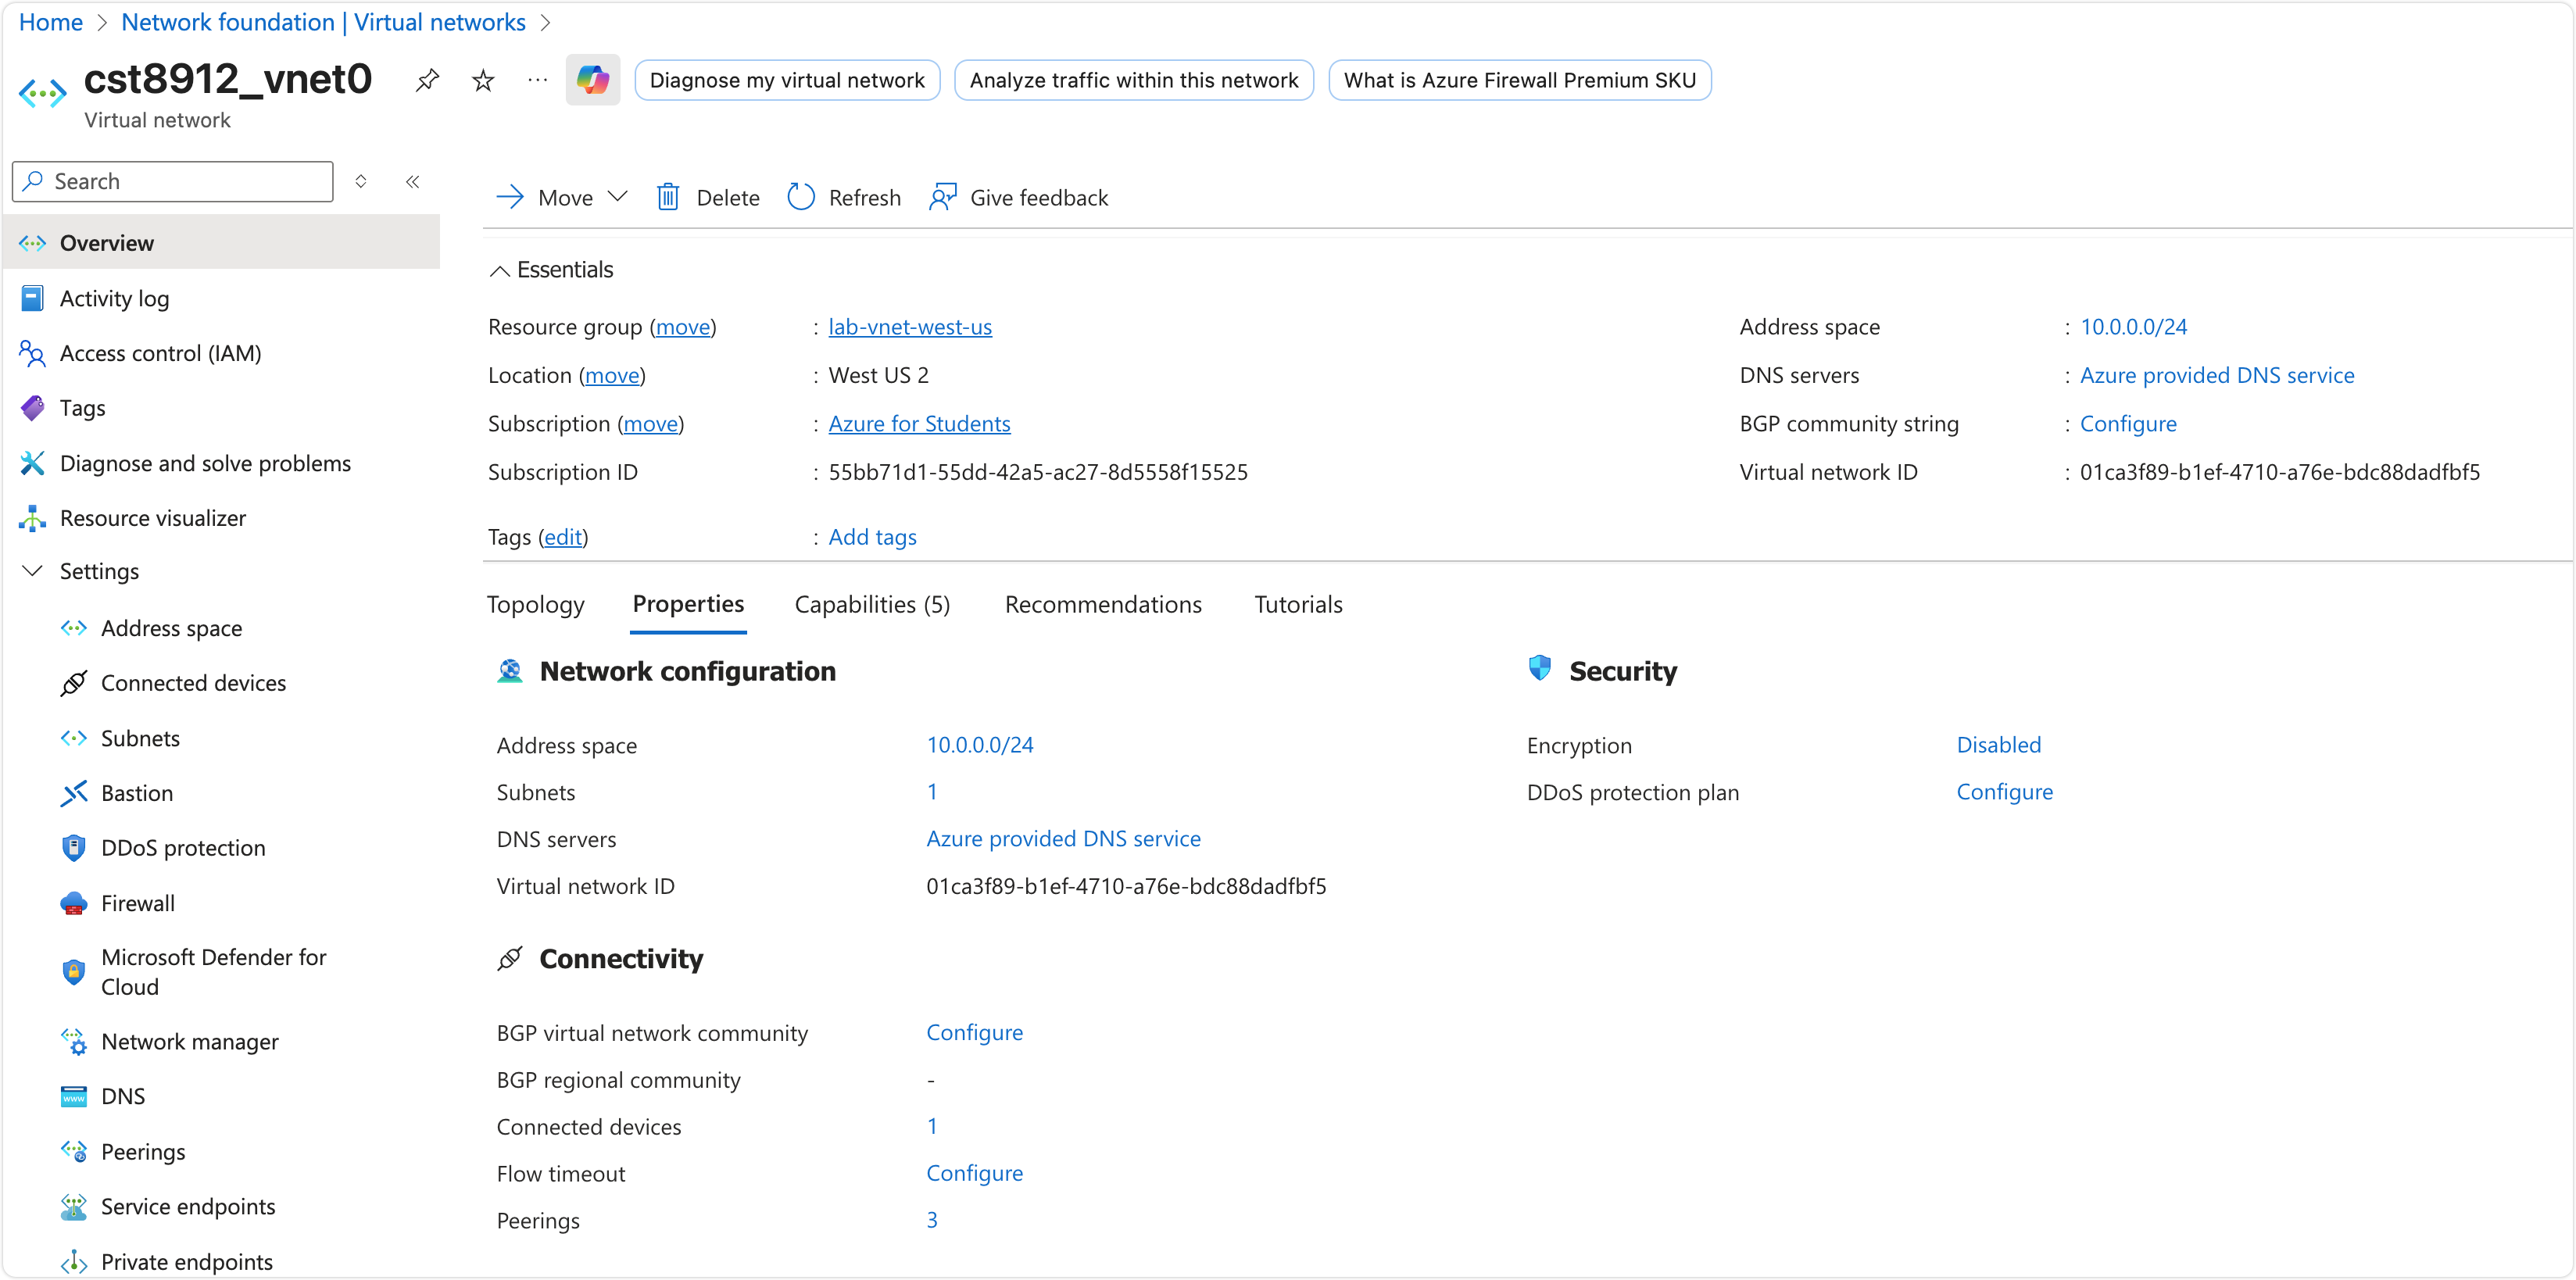 Home > Network foundation | Virtual networks >
cst8912_vnet0
Virtual network
Diagnose my virtual network
Analyze traffic within this network
What is Azure Firewall Premium SKU
Search
Overview
Activity log
Access control (IAM)
Tags
Diagnose and solve problems
Resource visualizer
Settings
Address space
Connected devices
Subnets
Bastion
DDoS protection
Firewall
Microsoft Defender for
Cloud
Network manager
DNS
Peerings
Service endpoints
Private endpoints
Move
Delete
Refresh
Give feedback
Essentials
Resource group (move) : lab-vnet-west-us
Location (move) : West US 2
Subscription (move) : Azure for Students
Subscription ID : 55bb71d1-55dd-42a5-ac27-8d5558f15525
Tags (edit) : Add tags
Address space : 10.0.0.0/24
DNS servers : Azure provided DNS service
BGP community string : Configure
Virtual network ID : 01ca3f89-b1ef-4710-a76e-bdc88dadfbf5
Topology
Properties
Capabilities (5)
Recommendations
Tutorials
Network configuration
Address space 10.0.0.0/24
Subnets 1
DNS servers Azure provided DNS service
Virtual network ID 01ca3f89-b1ef-4710-a76e-bdc88dadfbf5
Connectivity
BGP virtual network community Configure
BGP regional community -
Connected devices 1
Flow timeout Configure
Peerings 3
Security
Encryption Disabled
DDoS protection plan Configure